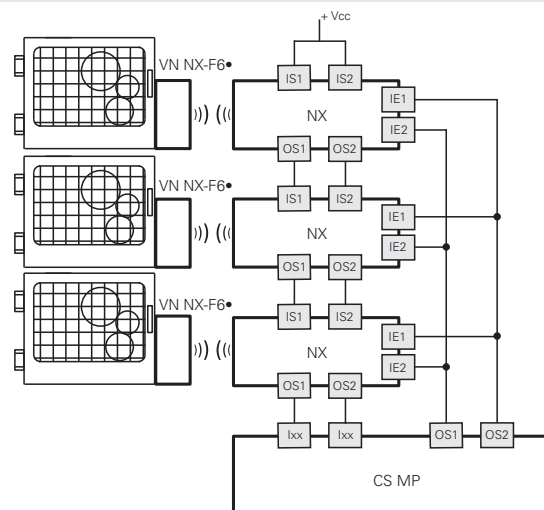 + Vcc
VN NX-F6•
IS1 IS2
IE1
NX
IE2
OS1 OS2
VN NX-F6•
IS1 IS2
IE1
NX
IE2
OS1 OS2
VN NX-F6•
IS1 IS2
IE1
NX
IE2
OS1 OS2
Ixx Ixx OS1 OS2
CS MP